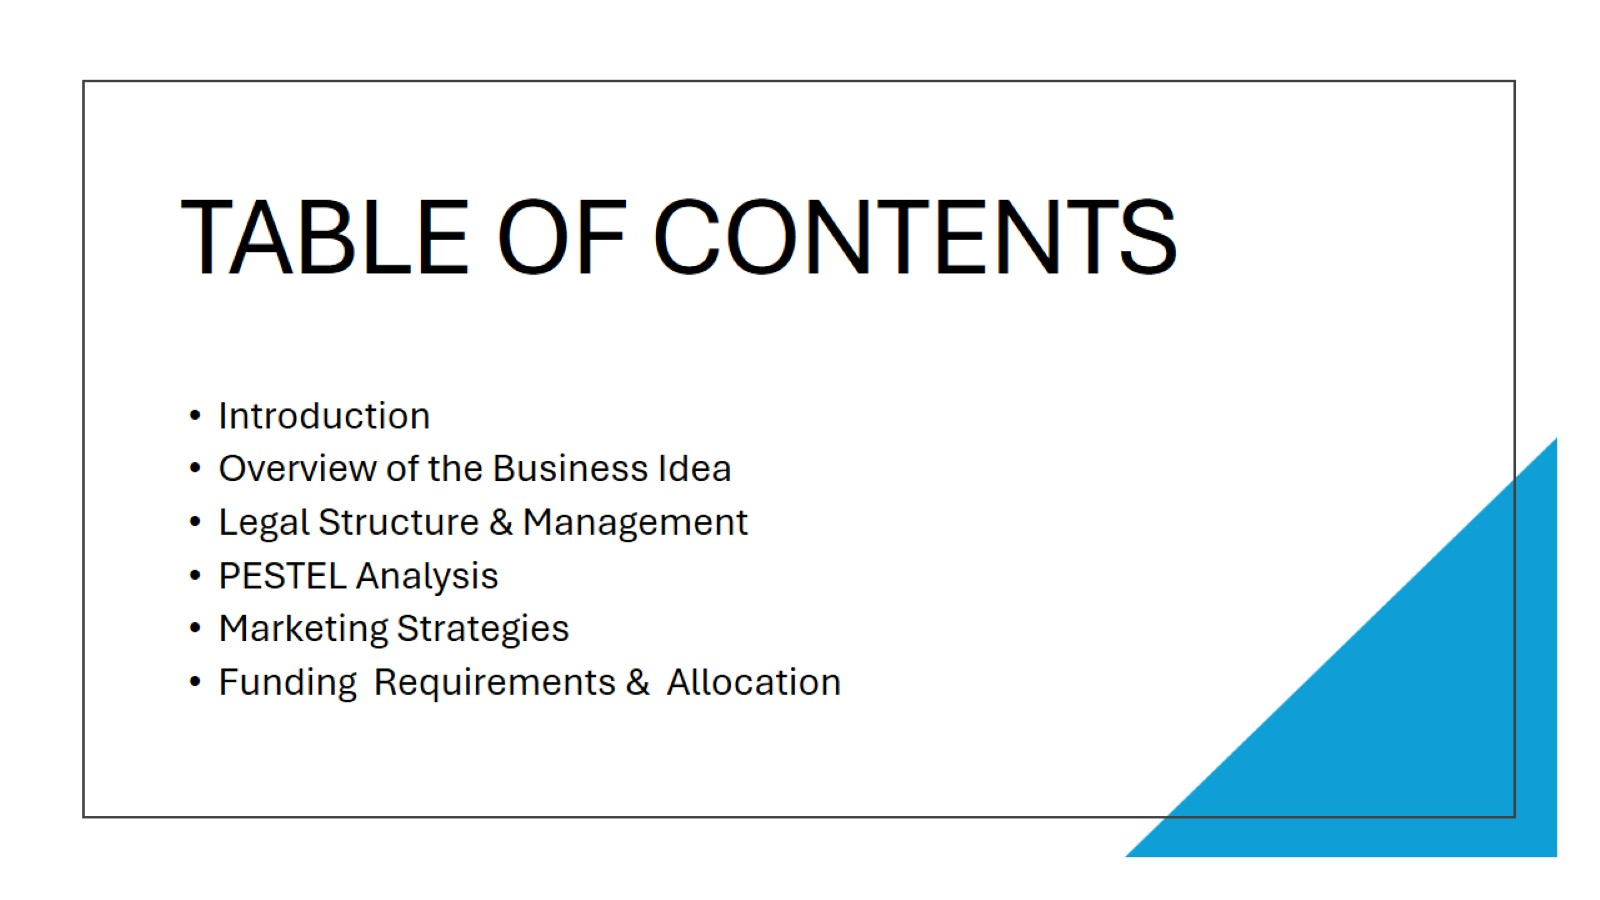 TABLE OF CONTENTS
• Introduction
• Overview of the Business Idea
• Legal Structure & Management
• PESTEL Analysis
• Marketing Strategies
• Funding  Requirements &  Allocation